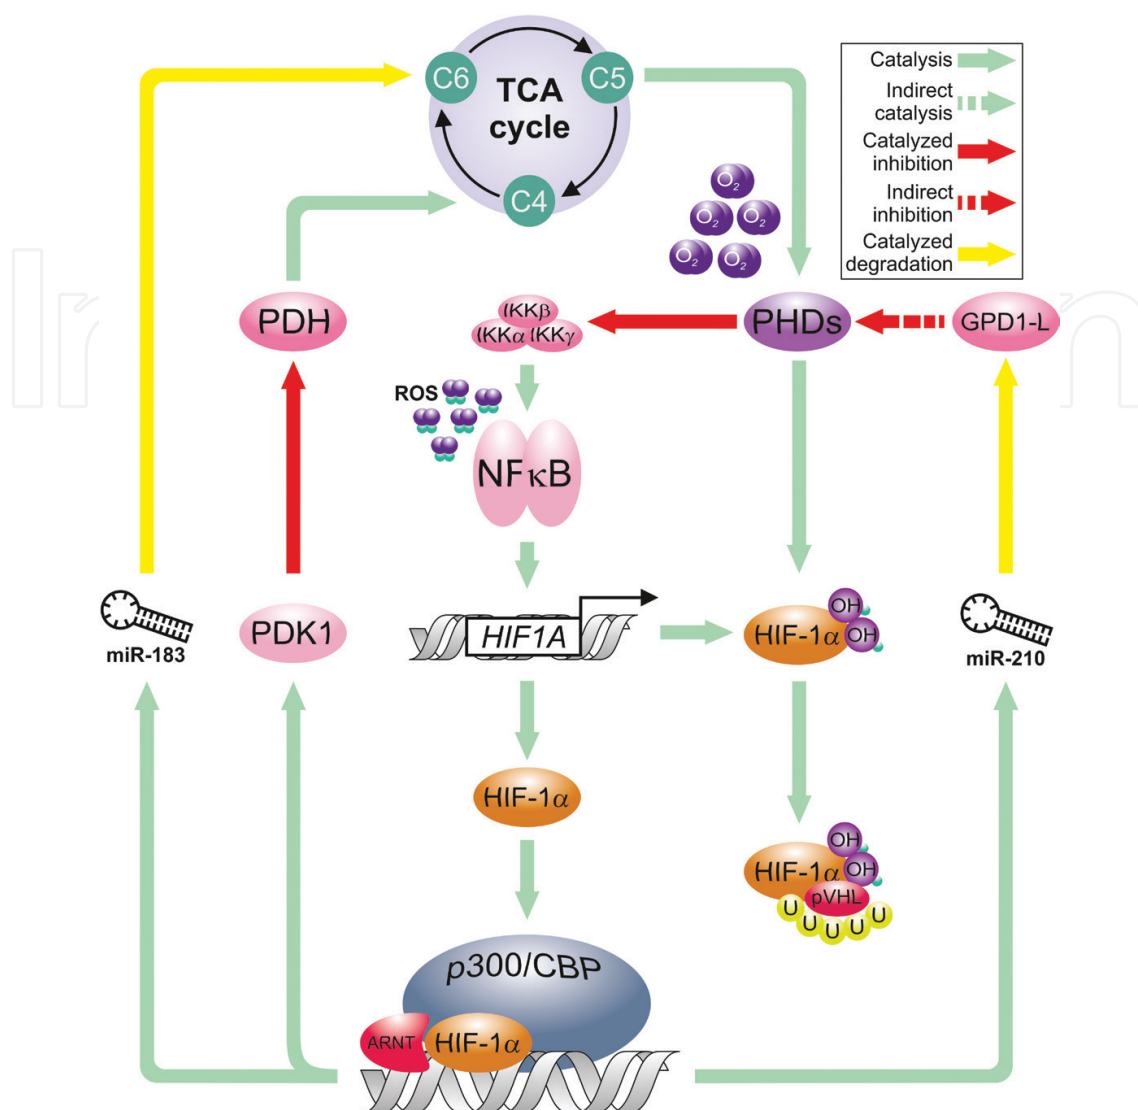 C6
C5
TCA
cycle
C4
Catalysis
Indirect
catalysis
Catalyzed
inhibition
Indirect
inhibition
Catalyzed
degradation
O2
O2
O2
O2
O2
PDH
IKKβ
IKKα
IKKγ
PHDs
GPD1-L
ROS
NFκB
miR-183
PDK1
HIF1A
HIF-1α
OH
OH
miR-210
HIF-1α
HIF-1α
OH
OH
pVHL
U
U
U
U
U
p300/CBP
ARNT
HIF-1α